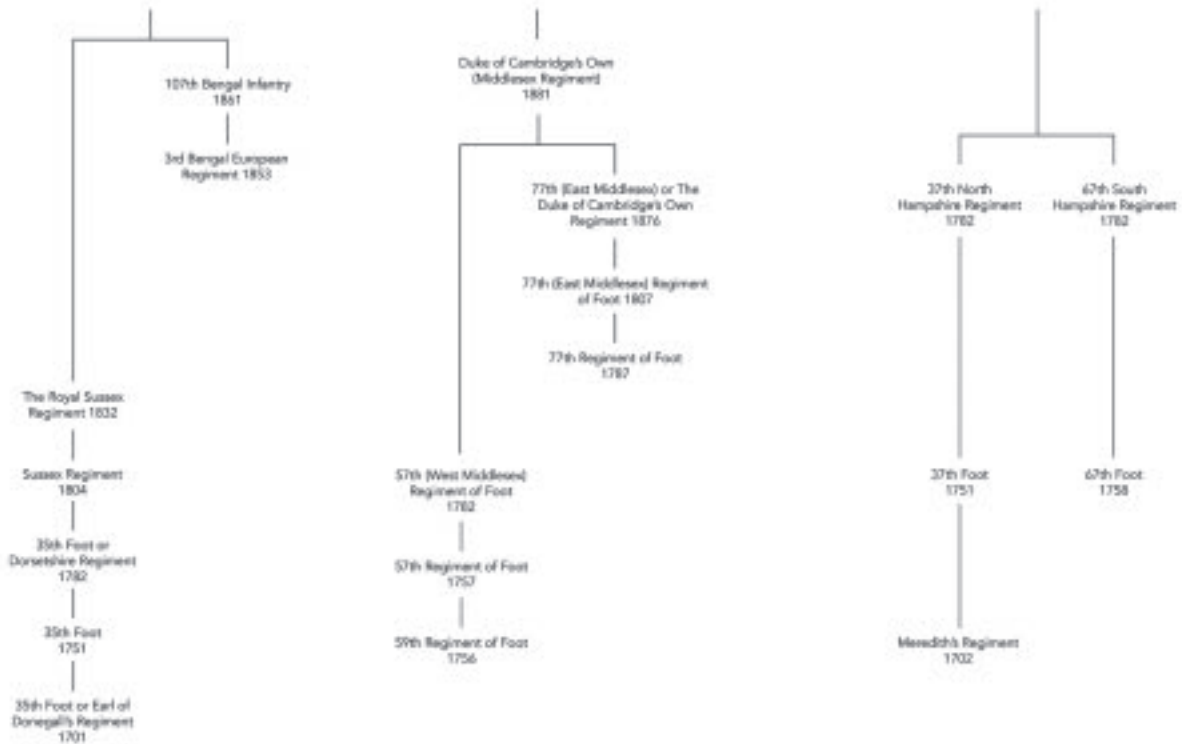 107th Bengal Infantry
1861
3rd Bengal European
Regiment 1853
The Royal Sussex
Regiment 1832
Sussex Regiment
1804
35th Foot or
Dorsetshire Regiment
1782
35th Foot
1751
35th Foot or Earl of
Donegall's Regiment
1701
Duke of Cambridge's Own
(Middlesex Regiment)
1881
77th (East Middlesex) or The
Duke of Cambridge's Own
Regiment 1876
77th (East Middlesex) Regiment
of Foot 1807
77th Regiment of Foot
1787
57th (West Middlesex)
Regiment of Foot
1782
57th Regiment of Foot
1757
59th Regiment of Foot
1756
37th North
Hampshire Regiment
1782
67th South
Hampshire Regiment
1782
37th Foot
1751
67th Foot
1758
Meredith's Regiment
1702